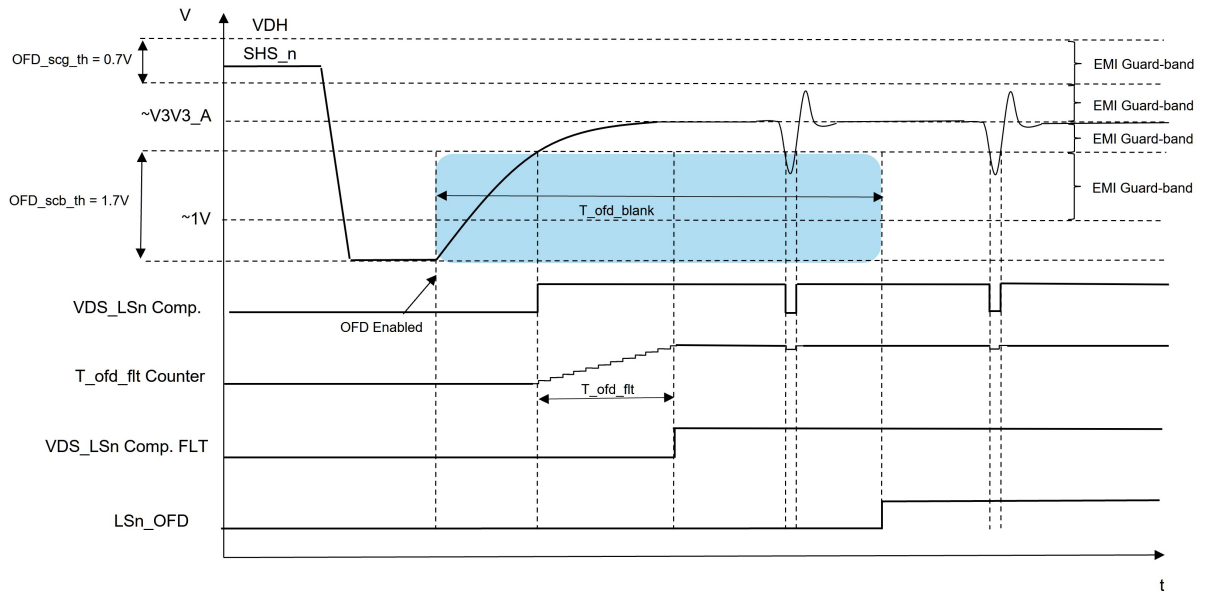 V
VDH
OFD_scg_th = 0.7V
SHS_n
EMI Guard-band
~V3V3_A
EMI Guard-band
EMI Guard-band
EMI Guard-band
OFD_scb_th = 1.7V
~1V
T_ofd_blank
VDS_LSn Comp.
OFD Enabled
T_ofd_flt Counter
T_ofd_flt
VDS_LSn Comp. FLT
LSn_OFD
t